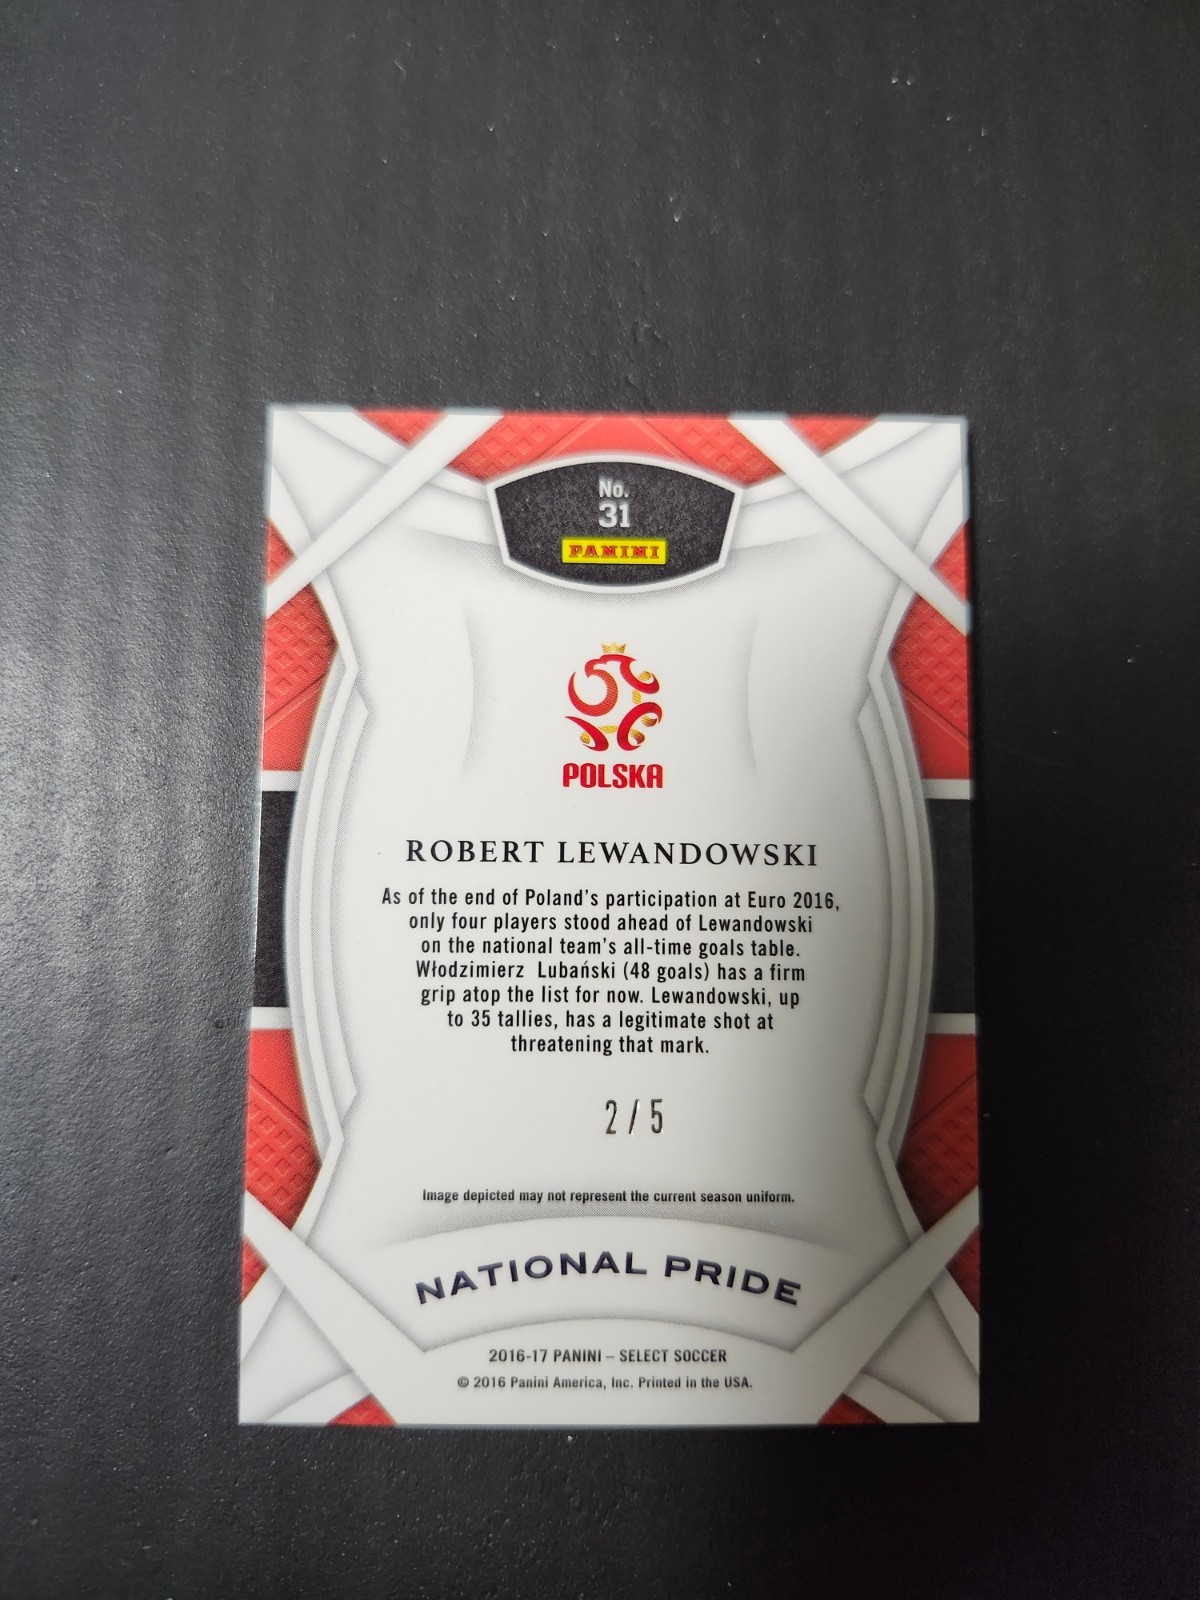 No.
31
PANINI
POLSKA
ROBERT LEWANDOWSKI
As of the end of Poland's participation at Euro 2016,
only four players stood ahead of Lewandowski
on the national team's all-time goals table.
Włodzimierz Lubański (48 goals) has a firm
grip atop the list for now. Lewandowski, up
to 35 tallies, has a legitimate shot at
threatening that mark.
2/5
Image depicted may not represent the current season uniform.
NATIONAL PRIDE
2016-17 PANINI – SELECT SOCCER
© 2016 Panini America, Inc. Printed in the USA.